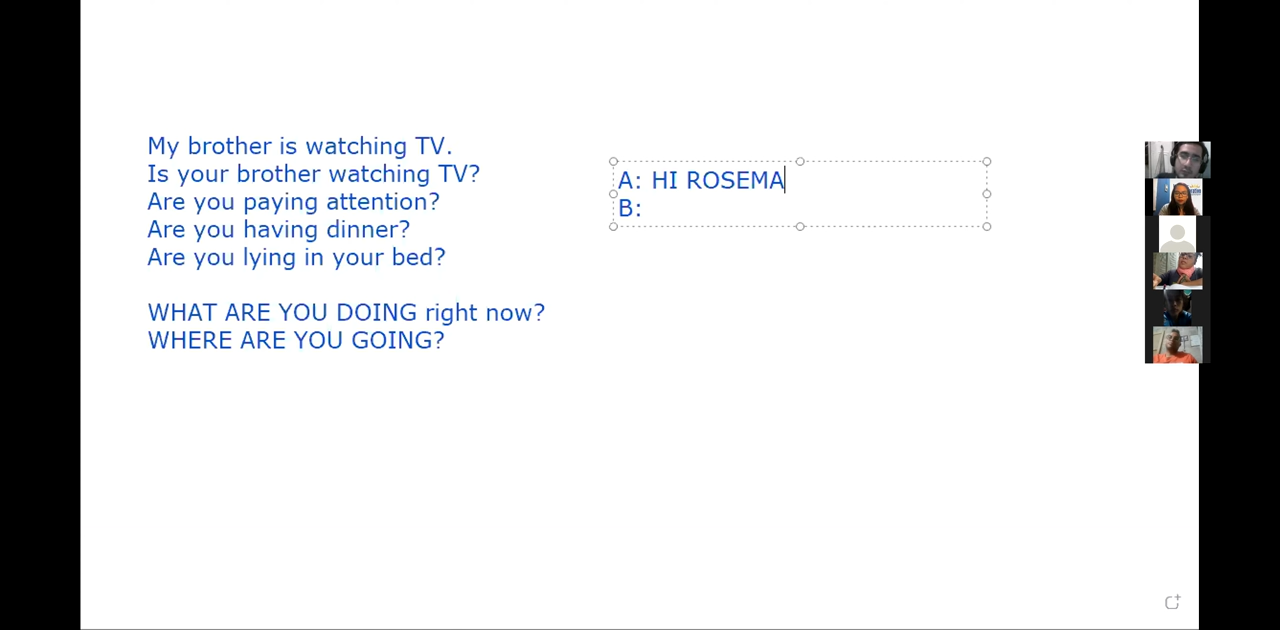 My brother is watching TV.
Is your brother watching TV?
Are you paying attention?
Are you having dinner?
Are you lying in your bed?
WHAT ARE YOU DOING right now?
WHERE ARE YOU GOING?
A: HI ROSEMA
B: